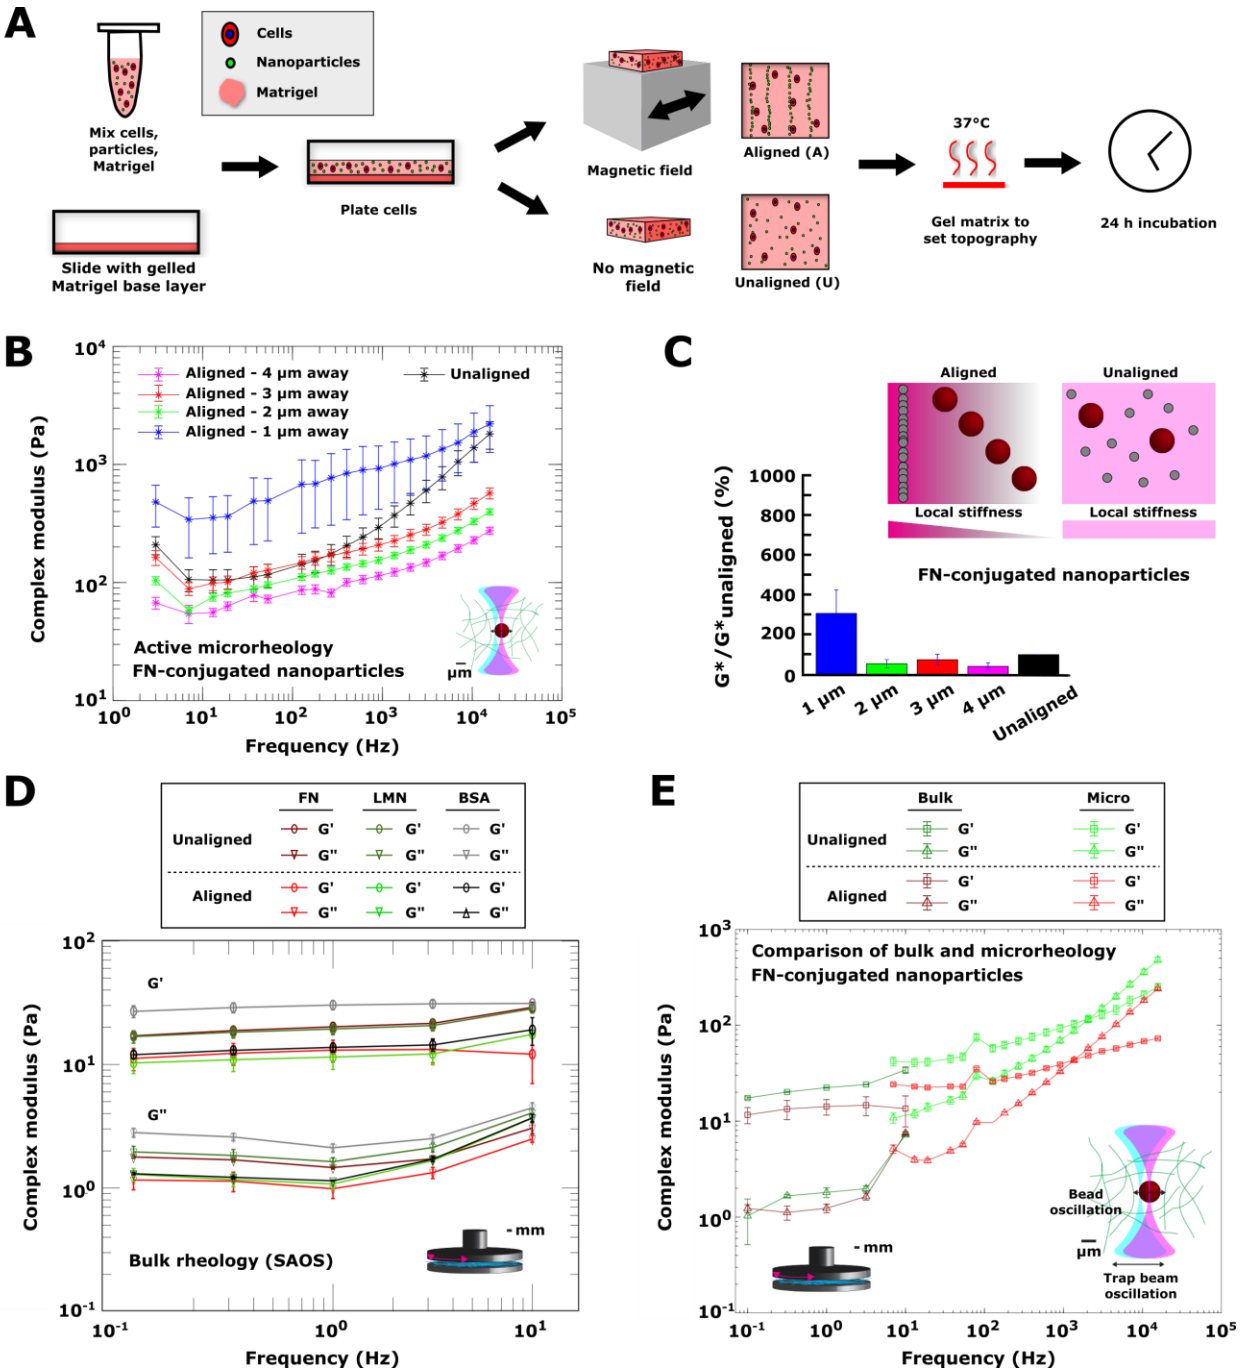 A
Cells
Nanoparticles
Matrigel
Mix cells,
particles,
Matrigel
Slide with gelled
Matrigel base layer
Plate cells
Magnetic field
No magnetic
field
Aligned (A)
Unaligned (U)
37°C
Gel matrix to
set topography
24 h incubation
B
Complex modulus (Pa)
10⁴
10³
10²
10¹
Aligned - 4 µm away
Aligned - 3 µm away
Aligned - 2 µm away
Aligned - 1 µm away
Unaligned
Active microrheology
FN-conjugated nanoparticles
µm
10⁰ 10¹ 10² 10³ 10⁴ 10⁵
Frequency (Hz)
C
Aligned
Unaligned
Local stiffness
Local stiffness
FN-conjugated nanoparticles
G*/G*unaligned (%)
1000
800
600
400
200
0
1 µm
2 µm
3 µm
4 µm
Unaligned
D
FN LMN BSA
Unaligned
G' G' G'
G" G" G"
Aligned
G' G' G'
G" G" G"
Complex modulus (Pa)
10²
10¹
10⁰
10⁻¹
G'
G"
Bulk rheology (SAOS)
- mm
10⁻¹ 10⁰ 10¹
Frequency (Hz)
E
Bulk Micro
Unaligned
G' G'
G" G"
Aligned
G' G'
G" G"
Complex modulus (Pa)
10³
10²
10¹
10⁰
10⁻¹
Comparison of bulk and microrheology
FN-conjugated nanoparticles
Bead
oscillation
µm
Trap beam
oscillation
- mm
10⁻¹ 10⁰ 10¹ 10² 10³ 10⁴ 10⁵
Frequency (Hz)